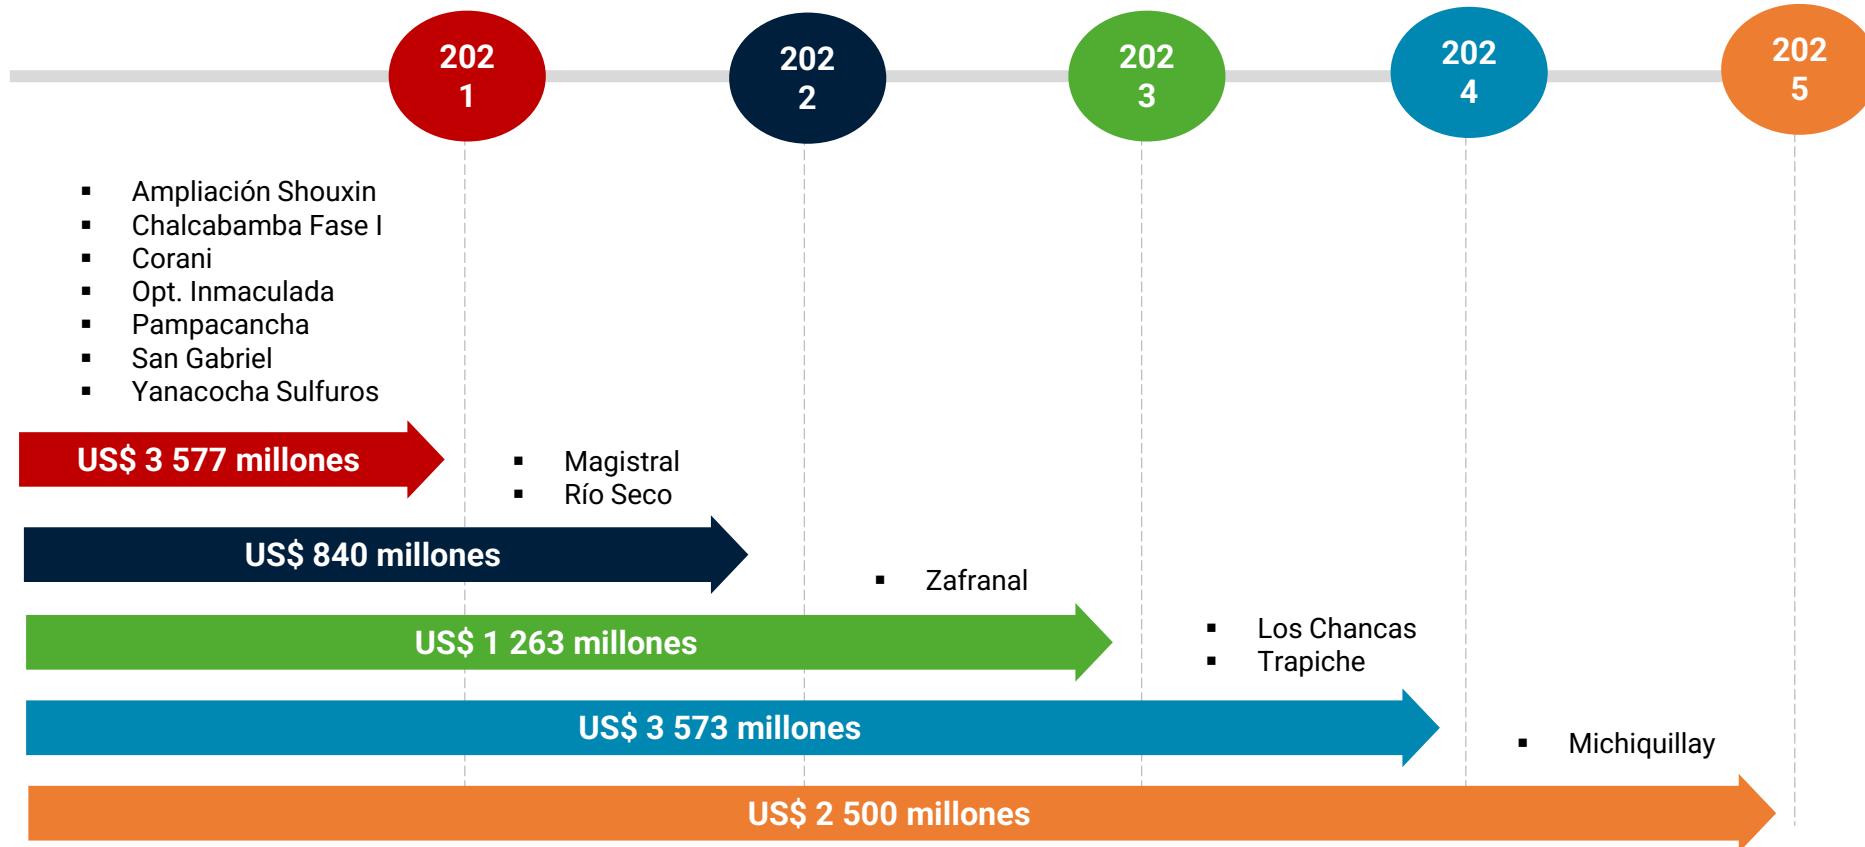 202
1
202
2
202
3
202
4
202
5
▪ Ampliación Shouxin
▪ Chalcabamba Fase I
▪ Corani
▪ Opt. Inmaculada
▪ Pampacancha
▪ San Gabriel
▪ Yanacocha Sulfuros
US$ 3 577 millones
▪ Magistral
▪ Río Seco
US$ 840 millones
▪ Zafranal
US$ 1 263 millones
▪ Los Chancas
▪ Trapiche
US$ 3 573 millones
▪ Michiquillay
US$ 2 500 millones